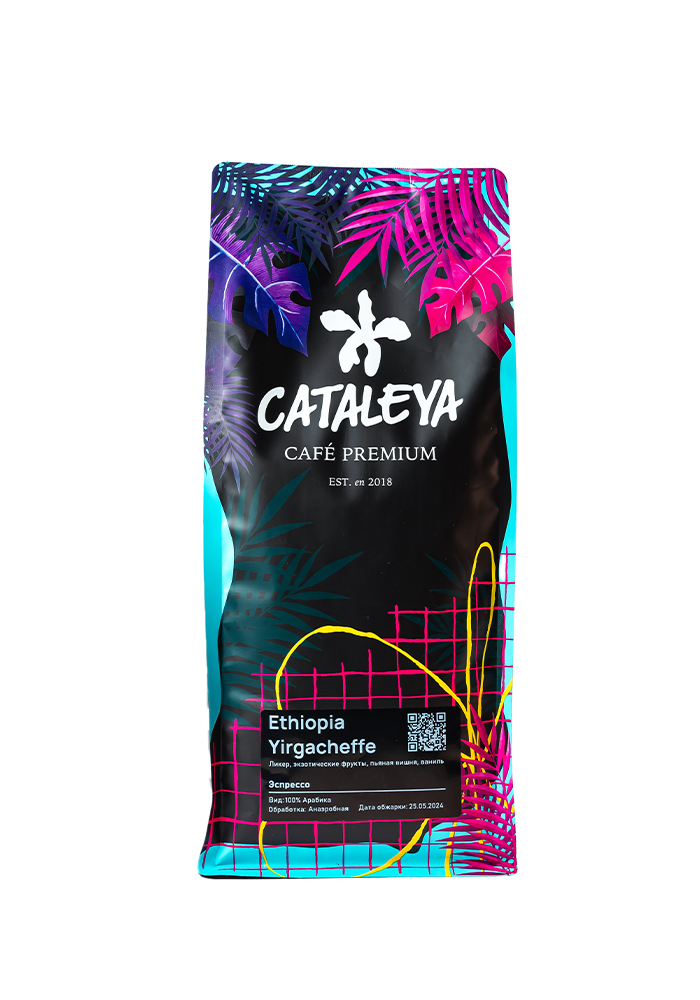 CATALEYA
CAFÉ PREMIUM
EST. en 2018
Ethiopia
Yirgacheffe
Ликер, экзотические фрукты, пьяная вишня, ваниль
Эспрессо
Вид:100% Арабика
Обработка: Анаэробная Дата обжарки: 25.05.2024